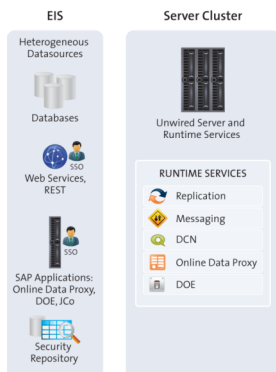 EIS
Heterogeneous
Datasources
Databases
SSO
Web Services,
REST
SSO
SAP Applications:
Online Data Proxy,
DOE, JCo
Security
Repository
Server Cluster
Unwired Server and
Runtime Services
RUNTIME SERVICES
Replication
Messaging
DCN
Online Data Proxy
DOE